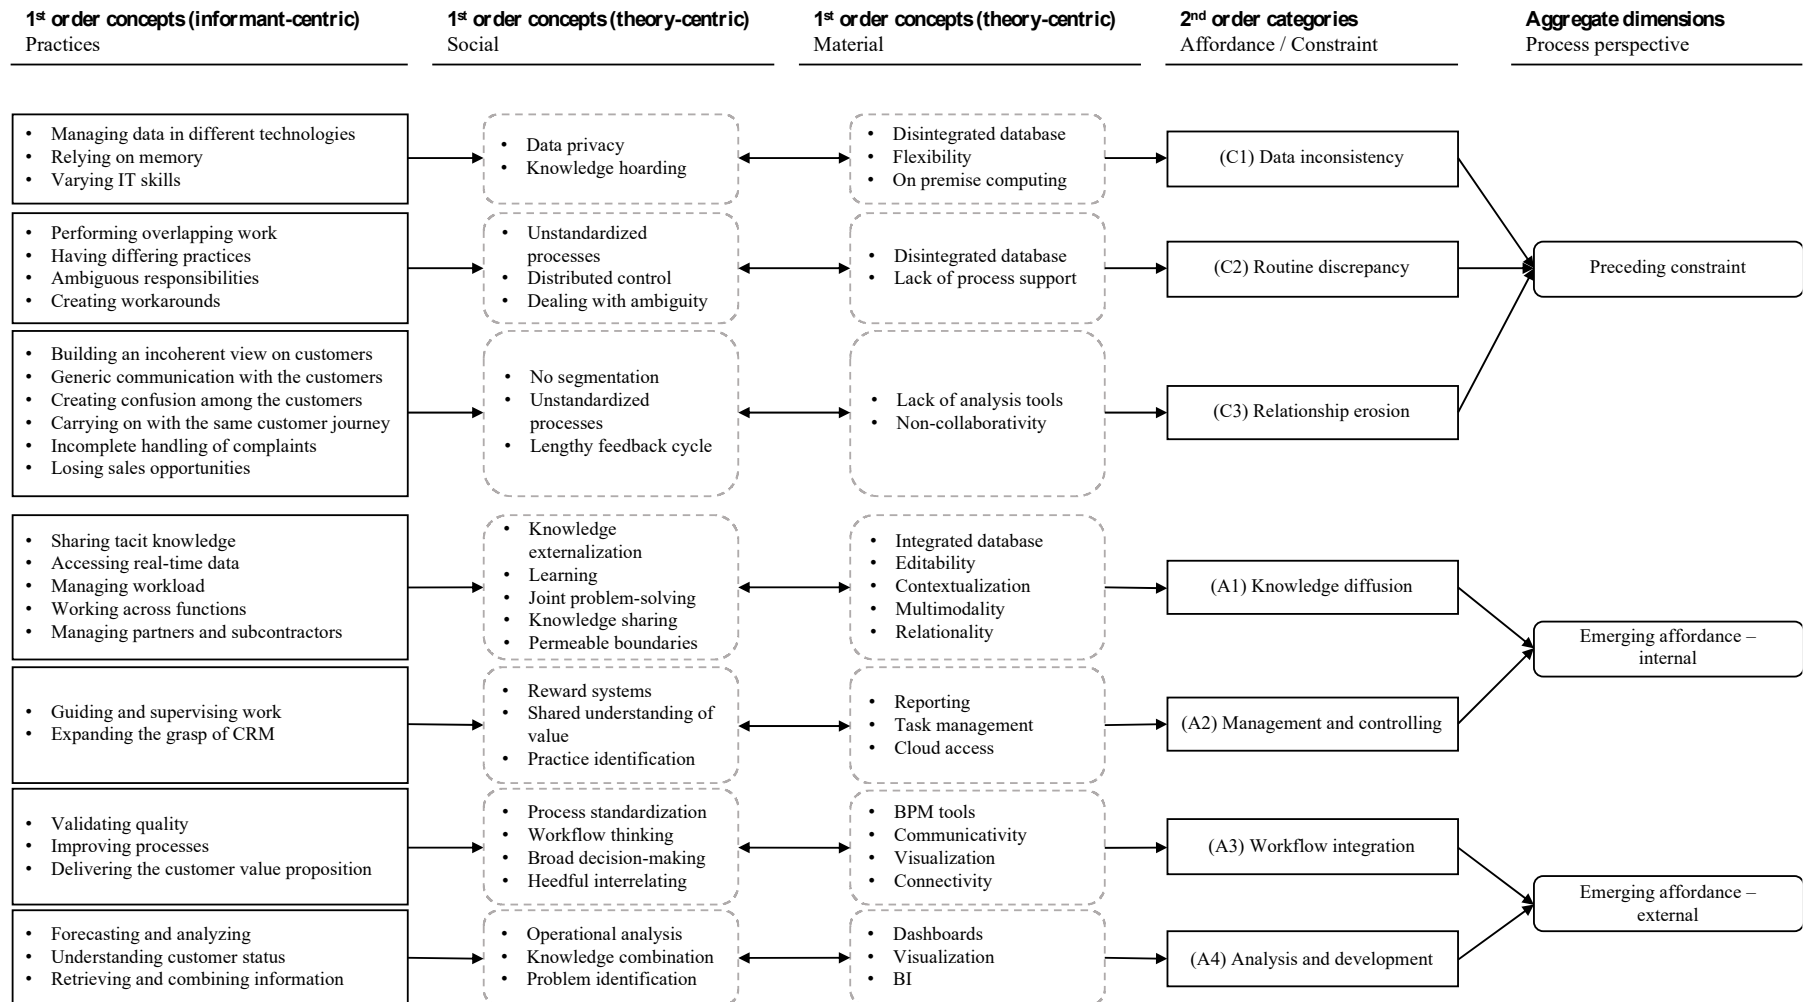 1st order concepts (informant-centric)
Practices
1st order concepts (theory-centric)
Social
1st order concepts (theory-centric)
Material
2nd order categories
Affordance / Constraint
Aggregate dimensions
Process perspective
• Managing data in different technologies
• Relying on memory
• Varying IT skills
• Data privacy
• Knowledge hoarding
• Disintegrated database
• Flexibility
• On premise computing
(C1) Data inconsistency
• Performing overlapping work
• Having differing practices
• Ambiguous responsibilities
• Creating workarounds
• Unstandardized
processes
• Distributed control
• Dealing with ambiguity
• Disintegrated database
• Lack of process support
(C2) Routine discrepancy
Preceding constraint
• Building an incoherent view on customers
• Generic communication with the customers
• Creating confusion among the customers
• Carrying on with the same customer journey
• Incomplete handling of complaints
• Losing sales opportunities
• No segmentation
• Unstandardized
processes
• Lengthy feedback cycle
• Lack of analysis tools
• Non-collaborativity
(C3) Relationship erosion
• Sharing tacit knowledge
• Accessing real-time data
• Managing workload
• Working across functions
• Managing partners and subcontractors
• Knowledge
externalization
• Learning
• Joint problem-solving
• Knowledge sharing
• Permeable boundaries
• Integrated database
• Editability
• Contextualization
• Multimodality
• Relationality
(A1) Knowledge diffusion
Emerging affordance –
internal
• Guiding and supervising work
• Expanding the grasp of CRM
• Reward systems
• Shared understanding of
value
• Practice identification
• Reporting
• Task management
• Cloud access
(A2) Management and controlling
• Validating quality
• Improving processes
• Delivering the customer value proposition
• Process standardization
• Workflow thinking
• Broad decision-making
• Heedful interrelating
• BPM tools
• Communicativity
• Visualization
• Connectivity
(A3) Workflow integration
Emerging affordance –
external
• Forecasting and analyzing
• Understanding customer status
• Retrieving and combining information
• Operational analysis
• Knowledge combination
• Problem identification
• Dashboards
• Visualization
• BI
(A4) Analysis and development